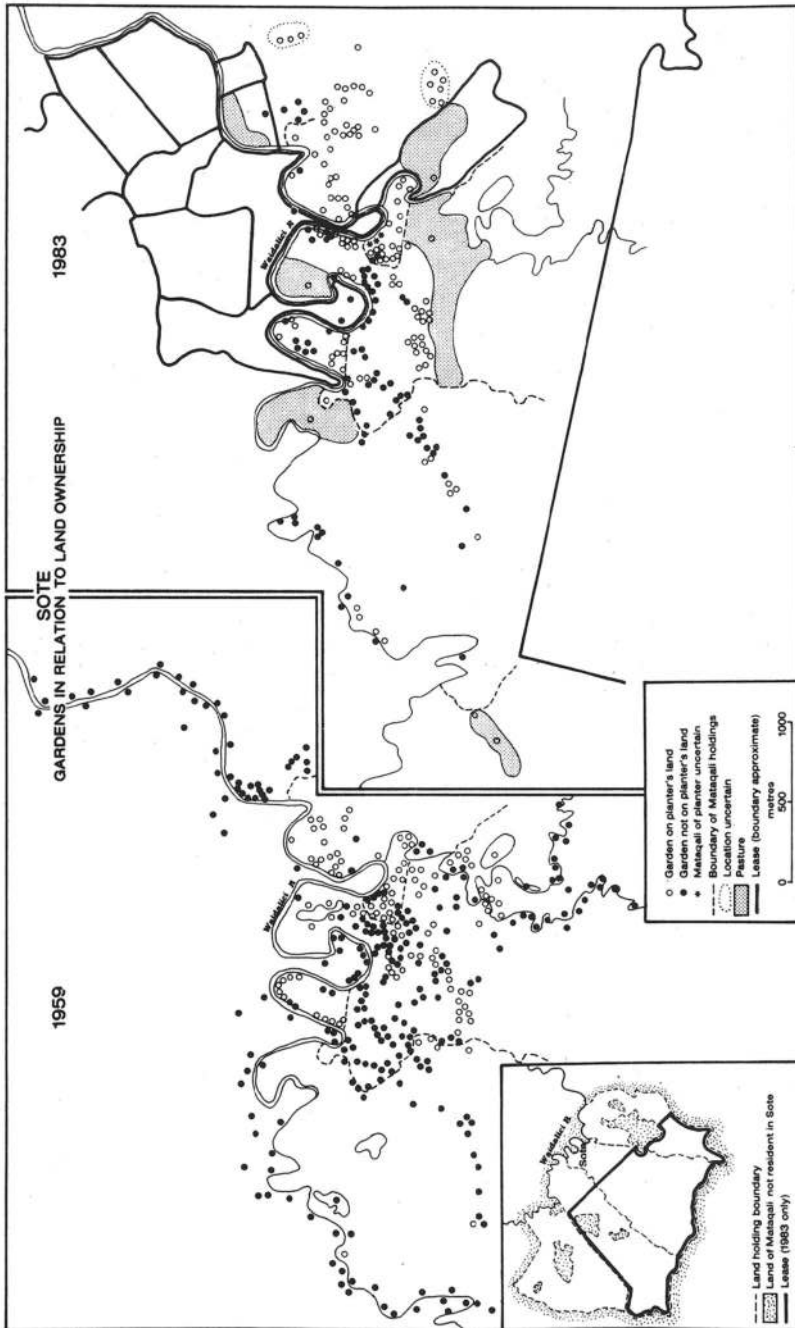 SOTE
GARDENS IN RELATION TO LAND OWNERSHIP
1959
1983
Waidalici R
Waidalici R
○ Garden on planter's land
● Garden not on planter's land
* Mataqali of planter uncertain
Boundary of Mataqali holdings
Location uncertain
Pasture
Lease (boundary approximate)
0 500 1000
metres
Waidalici R
Sote
Land holding boundary
Land of Mataqali not resident in Sote
Lease (1983 only)